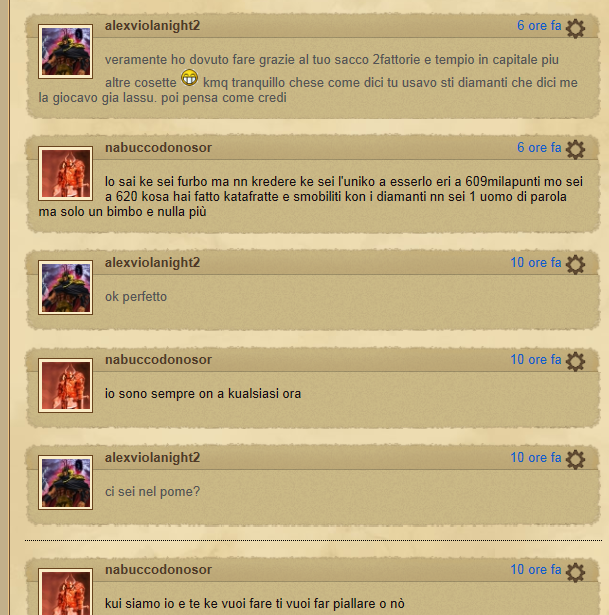 alexviolanight2 6 ore fa
veramente ho dovuto fare grazie al tuo sacco 2fattorie e tempio in capitale piu
altre cosette kmq tranquillo chese come dici tu usavo sti diamanti che dici me
la giocavo gia lassu. poi pensa come credi
nabuccodonosor 6 ore fa
lo sai ke sei furbo ma nn kredere ke sei l'uniko a esserlo eri a 609milapunti mo sei
a 620 kosa hai fatto katafratte e smobiliti kon i diamanti nn sei 1 uomo di parola
ma solo un bimbo e nulla più
alexviolanight2 10 ore fa
ok perfetto
nabuccodonosor 10 ore fa
io sono sempre on a kualsiasi ora
alexviolanight2 10 ore fa
ci sei nel pome?
nabuccodonosor 10 ore fa
kui siamo io e te ke vuoi fare ti vuoi far piallare o nò